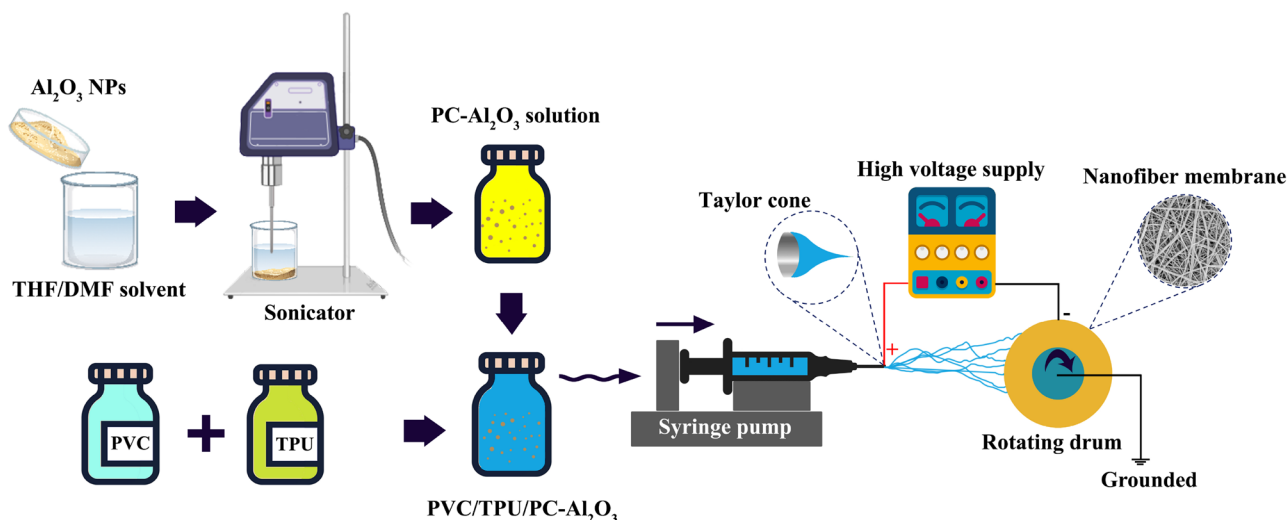 Al₂O₃ NPs
THF/DMF solvent
Sonicator
PC-Al₂O₃ solution
PVC
+
TPU
PVC/TPU/PC-Al₂O₃
Taylor cone
High voltage supply
Nanofiber membrane
+
-
Syringe pump
Rotating drum
Grounded